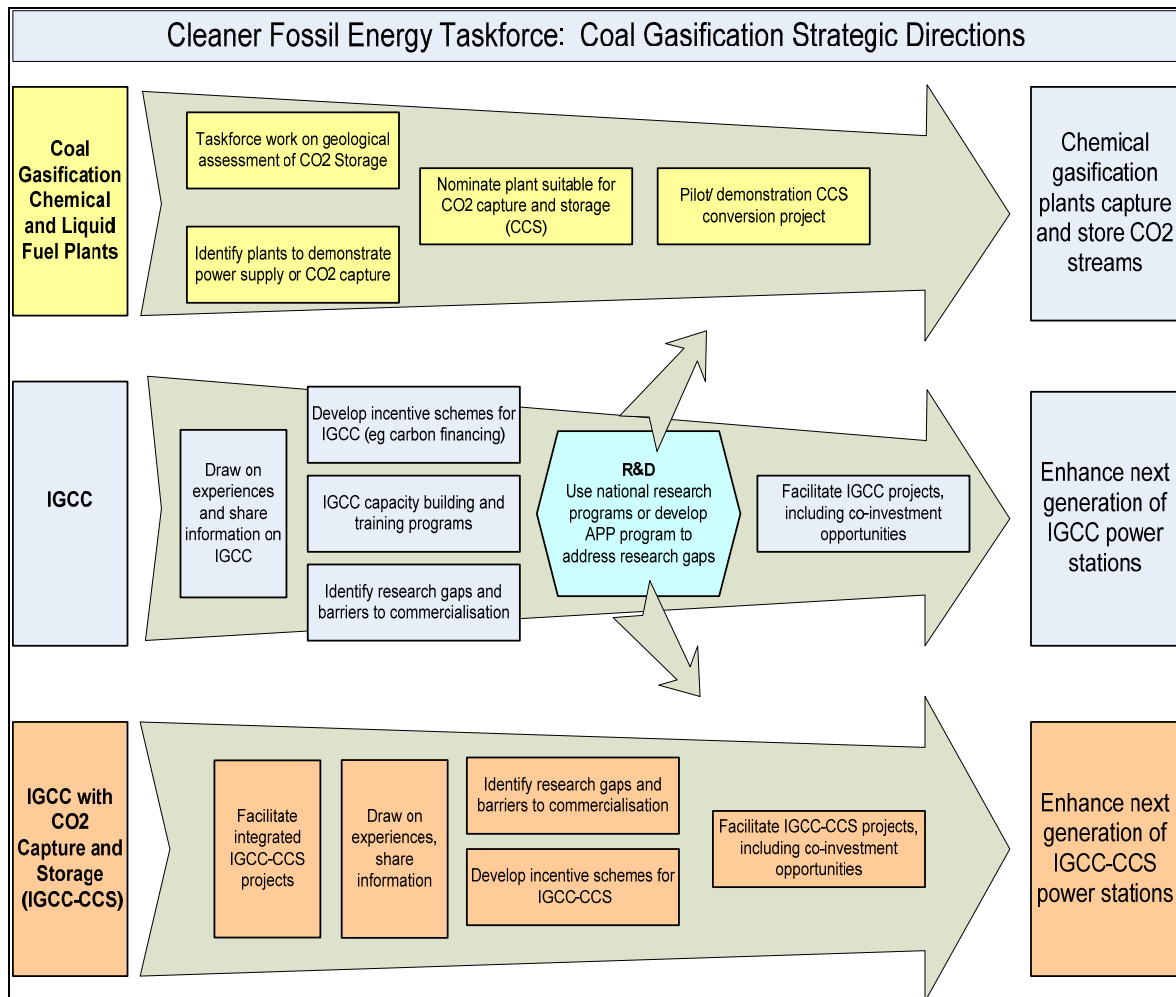 Cleaner Fossil Energy Taskforce: Coal Gasification Strategic Directions
Coal
Gasification
Chemical
and Liquid
Fuel Plants
Taskforce work on geological
assessment of CO2 Storage
Identify plants to demonstrate
power supply or CO2 capture
Nominate plant suitable for
CO2 capture and storage
(CCS)
Pilot/ demonstration CCS
conversion project
Chemical
gasification
plants capture
and store CO2
streams
IGCC
Draw on
experiences
and share
information on
IGCC
Develop incentive schemes for
IGCC (eg carbon financing)
IGCC capacity building and
training programs
Identify research gaps and
barriers to commercialisation
R&D
Use national research
programs or develop
APP program to
address research gaps
Facilitate IGCC projects,
including co-investment
opportunities
Enhance next
generation of
IGCC power
stations
IGCC with
CO2
Capture and
Storage
(IGCC-CCS)
Facilitate
integrated
IGCC-CCS
projects
Draw on
experiences,
share
information
Identify research gaps and
barriers to commercialisation
Develop incentive schemes for
IGCC-CCS
Facilitate IGCC-CCS projects,
including co-investment
opportunities
Enhance next
generation of
IGCC-CCS
power stations